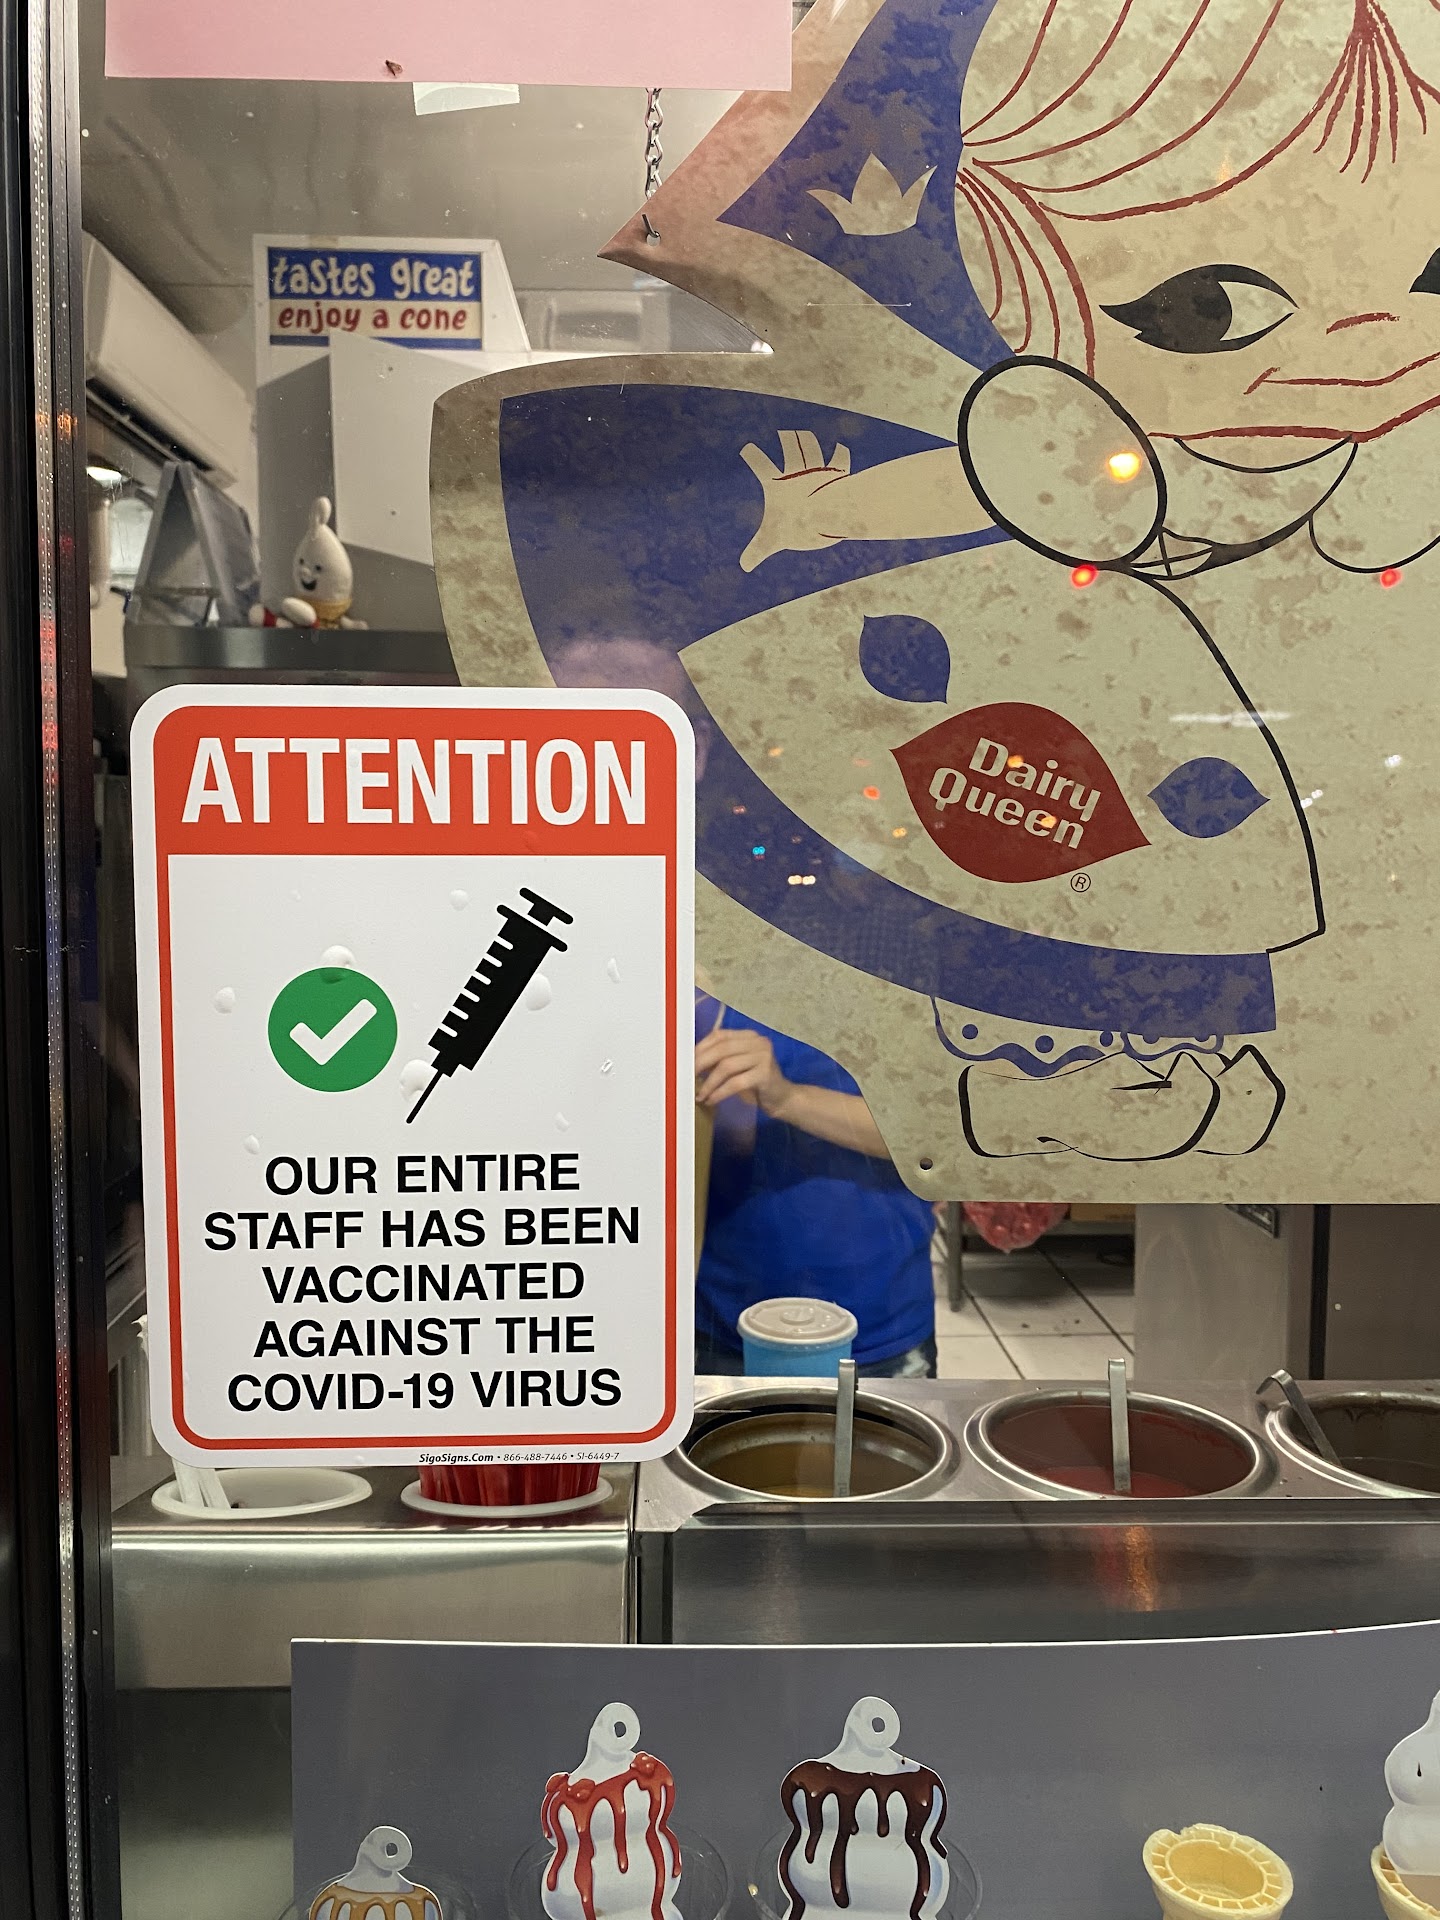 tastes great
enjoy a cone
ATTENTION
OUR ENTIRE
STAFF HAS BEEN
VACCINATED
AGAINST THE
COVID-19 VIRUS
SigoSigns.Com • 866-488-7446 • SI-6449-7
Dairy
Queen
®